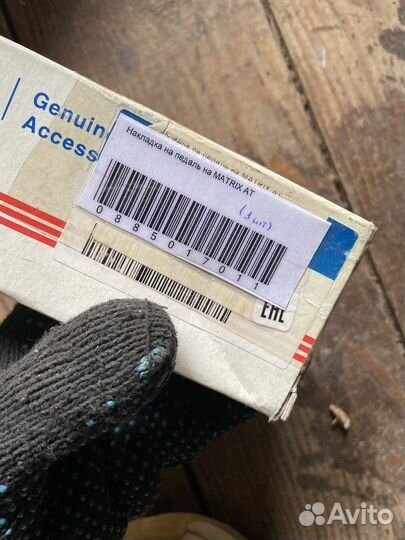 Genuin
Access
Накладка на педаль на MATRIX AT
(1 шт)
0885017011
EAC
Avito